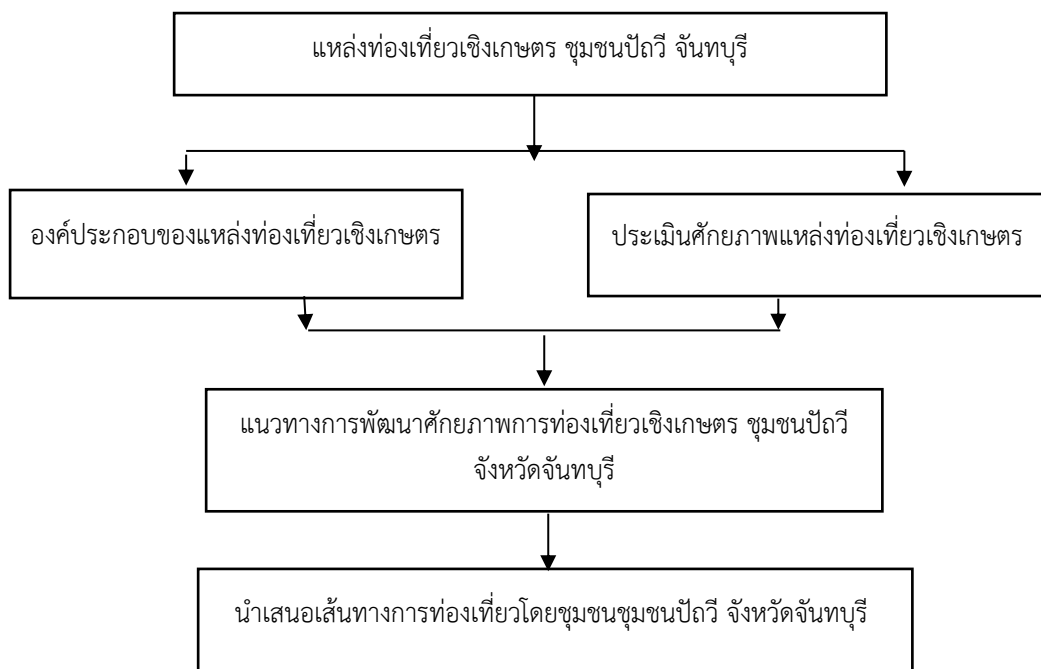 แหล่งท่องเที่ยวเชิงเกษตร ชุมชนปัถวี จันทบุรี
องค์ประกอบของแหล่งท่องเที่ยวเชิงเกษตร
ประเมินศักยภาพแหล่งท่องเที่ยวเชิงเกษตร
แนวทางการพัฒนาศักยภาพการท่องเที่ยวเชิงเกษตร ชุมชนปัถวี
จังหวัดจันทบุรี
นำเสนอเส้นทางการท่องเที่ยวโดยชุมชนชุมชนปัถวี จังหวัดจันทบุรี